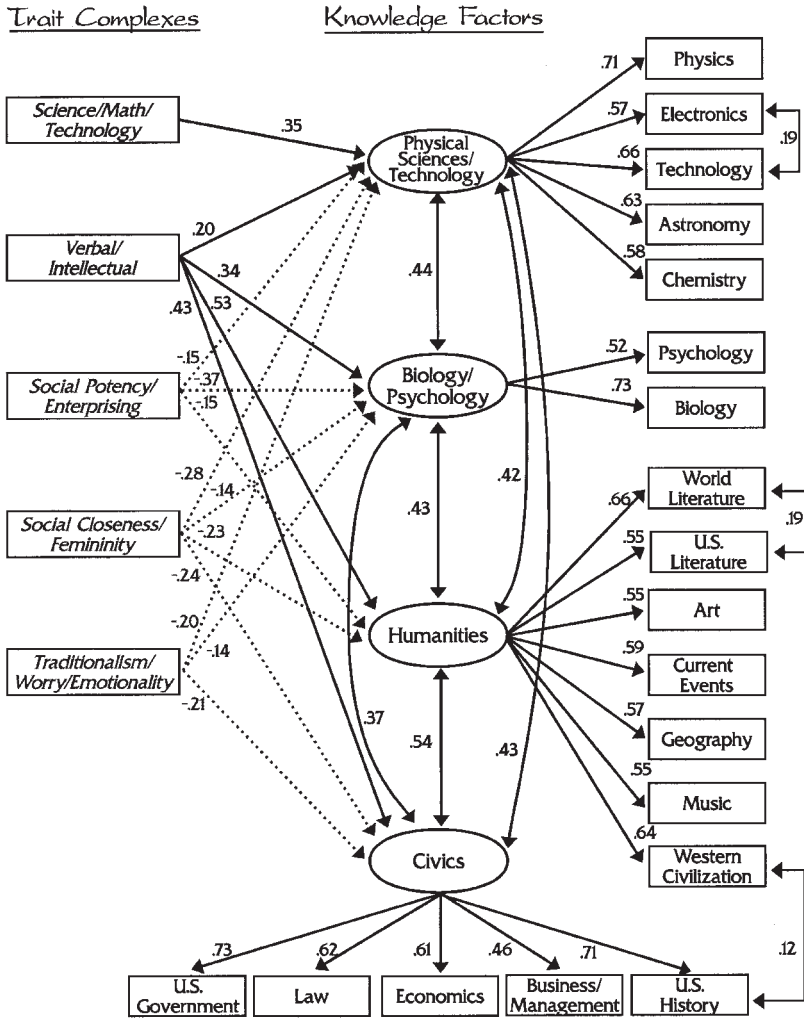 Trait Complexes
Knowledge Factors
Science/Math/
Technology
Verbal/
Intellectual
Social Potency/
Enterprising
Social Closeness/
Femininity
Traditionalism/
Worry/Emotionality
.35
.20
.34
.53
.43
-.15
-.37
-.15
-.28
-.14
-.23
-.24
-.20
-.14
-.21
Physical
Sciences/
Technology
.44
Biology/
Psychology
.43
.42
Humanities
.37
.54
.43
Civics
.71
.57
.66
.63
.58
Physics
Electronics
.19
Technology
Astronomy
Chemistry
.52
.73
Psychology
Biology
.66
.55
.55
.59
.57
.55
.64
World
Literature
.19
U.S.
Literature
Art
Current
Events
Geography
Music
Western
Civilization
.12
.73
.62
.61
.46
.71
U.S.
Government
Law
Economics
Business/
Management
U.S.
History